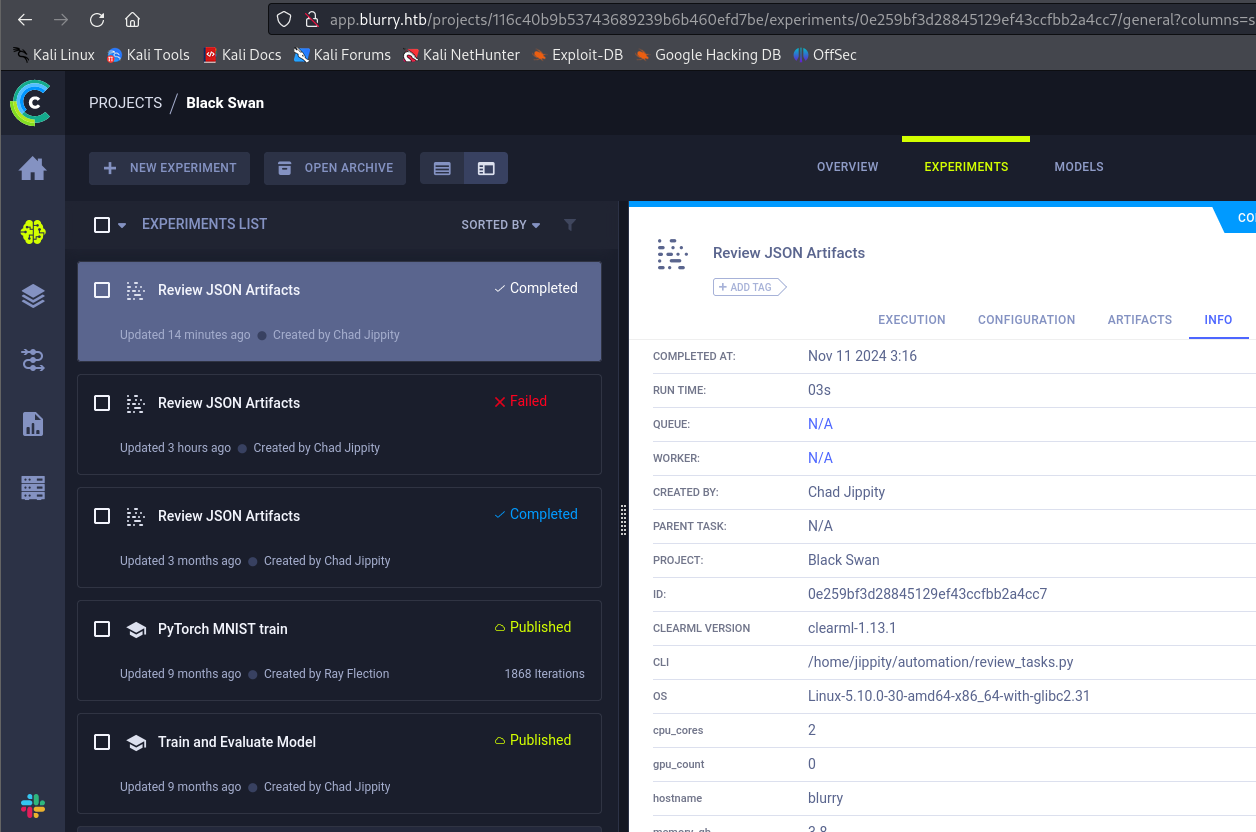 app.blurry.htb/projects/116c40b9b53743689239b6b460efd7be/experiments/0e259bf3d28845129ef43ccfbb2a4cc7/general?columns=s
Kali Linux Kali Tools Kali Docs Kali Forums Kali NetHunter Exploit-DB Google Hacking DB OffSec
PROJECTS / Black Swan
+ NEW EXPERIMENT OPEN ARCHIVE
OVERVIEW EXPERIMENTS MODELS
EXPERIMENTS LIST SORTED BY
Review JSON Artifacts Completed
Updated 14 minutes ago Created by Chad Jippity
Review JSON Artifacts Failed
Updated 3 hours ago Created by Chad Jippity
Review JSON Artifacts Completed
Updated 3 months ago Created by Chad Jippity
PyTorch MNIST train Published
Updated 9 months ago Created by Ray Flection 1868 Iterations
Train and Evaluate Model Published
Updated 9 months ago Created by Chad Jippity
CO
Review JSON Artifacts
+ ADD TAG
EXECUTION CONFIGURATION ARTIFACTS INFO
COMPLETED AT: Nov 11 2024 3:16
RUN TIME: 03s
QUEUE: N/A
WORKER: N/A
CREATED BY: Chad Jippity
PARENT TASK: N/A
PROJECT: Black Swan
ID: 0e259bf3d28845129ef43ccfbb2a4cc7
CLEARML VERSION clearml-1.13.1
CLI /home/jippity/automation/review_tasks.py
OS Linux-5.10.0-30-amd64-x86_64-with-glibc2.31
cpu_cores 2
gpu_count 0
hostname blurry
memory_gb 3.8